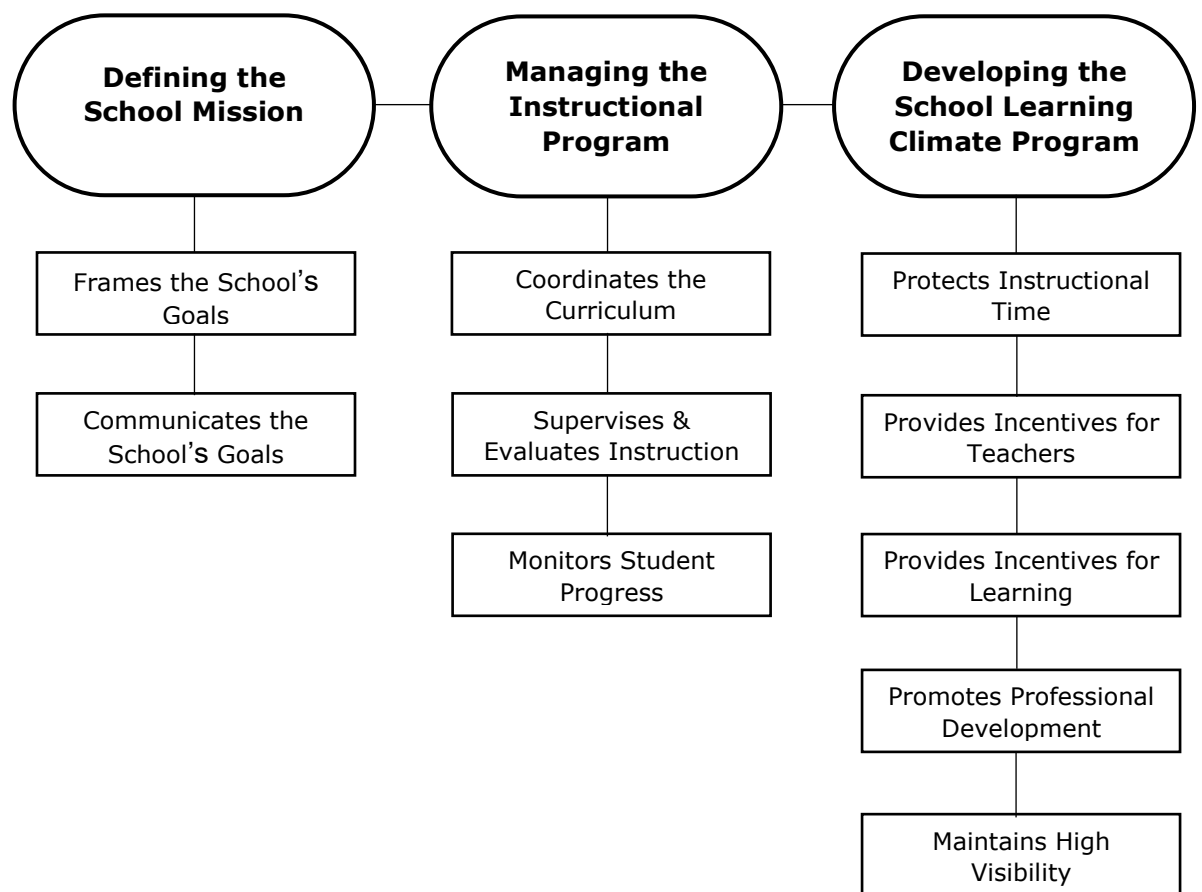 Defining the
School Mission
Frames the School’s
Goals
Communicates the
School’s Goals
Managing the
Instructional
Program
Coordinates the
Curriculum
Supervises &
Evaluates Instruction
Monitors Student
Progress
Developing the
School Learning
Climate Program
Protects Instructional
Time
Provides Incentives for
Teachers
Provides Incentives for
Learning
Promotes Professional
Development
Maintains High
Visibility